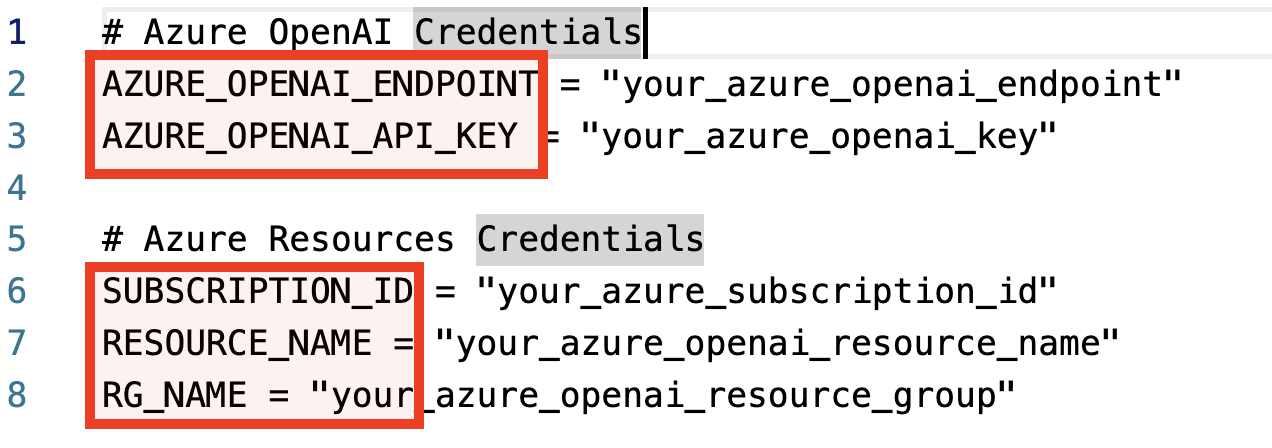 1 # Azure OpenAI Credentials
2 AZURE_OPENAI_ENDPOINT = "your_azure_openai_endpoint"
3 AZURE_OPENAI_API_KEY = "your_azure_openai_key"
4
5 # Azure Resources Credentials
6 SUBSCRIPTION_ID = "your_azure_subscription_id"
7 RESOURCE_NAME = "your_azure_openai_resource_name"
8 RG_NAME = "your_azure_openai_resource_group"